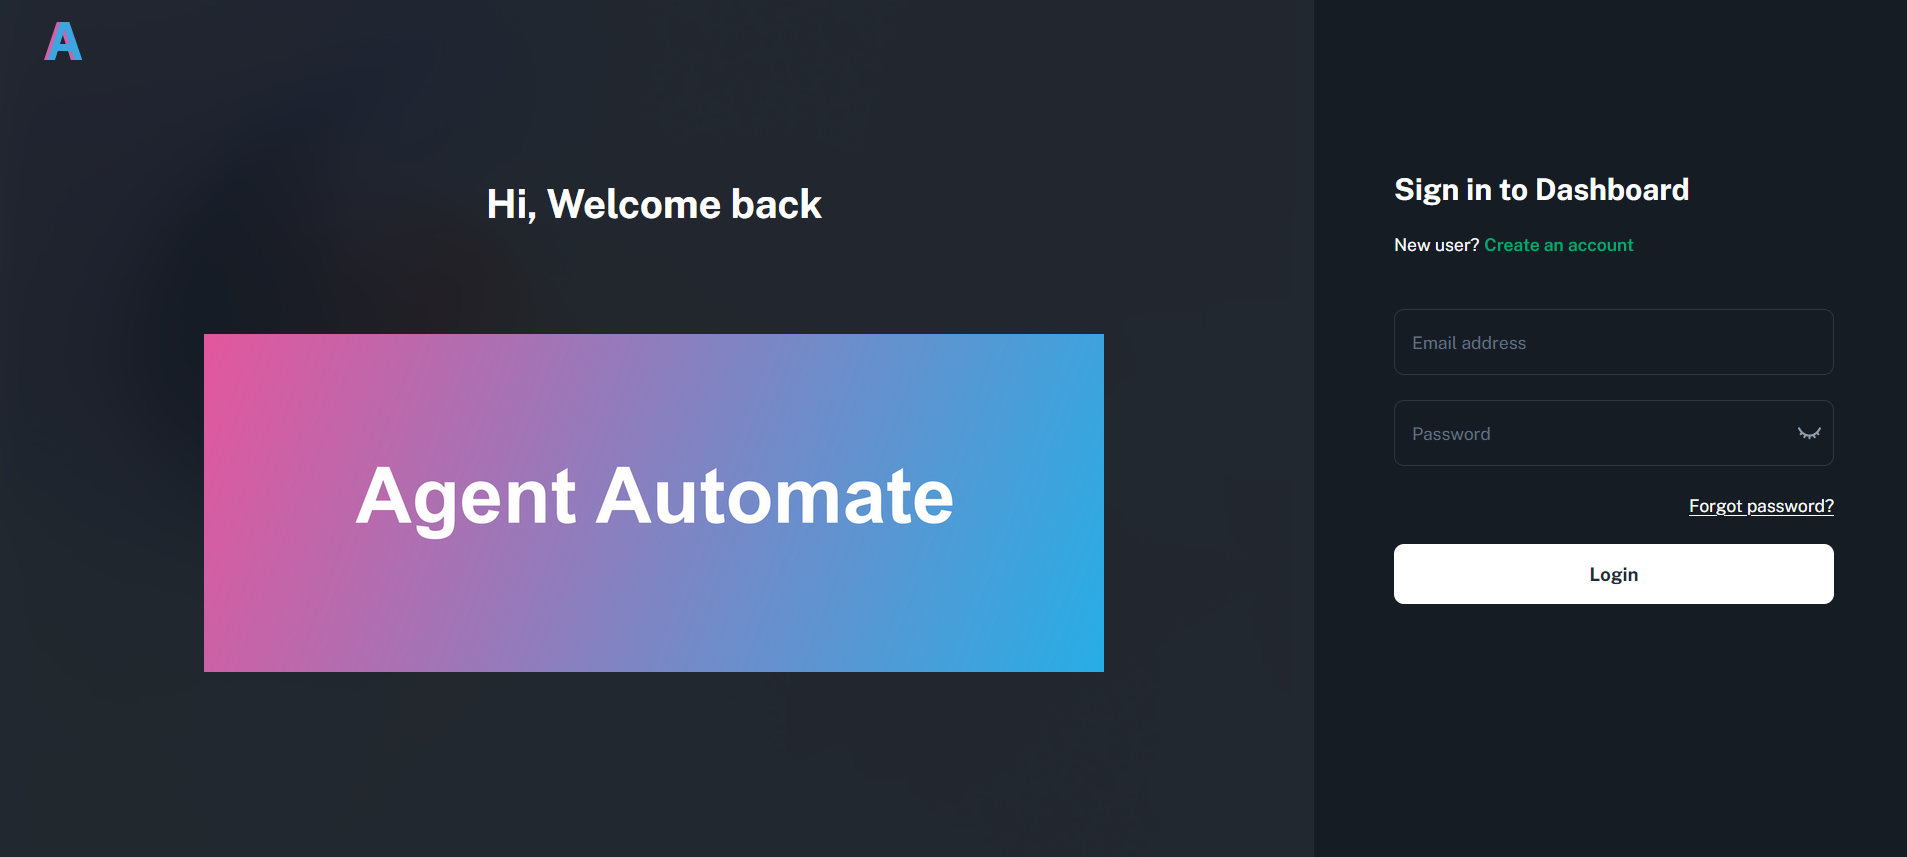 A
Hi, Welcome back
Agent Automate
Sign in to Dashboard
New user? Create an account
Email address
Password
Forgot password?
Login